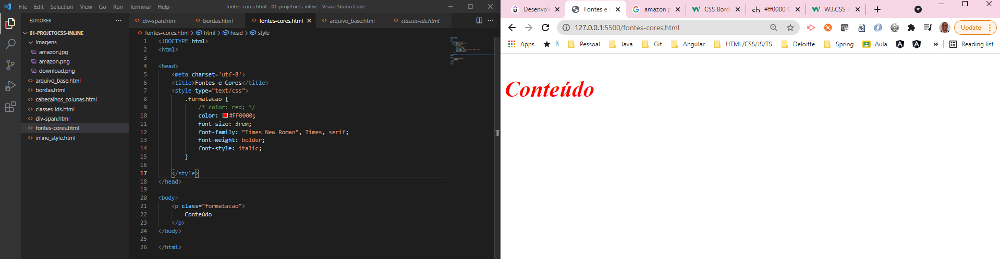 File Edit Selection View Go Run Terminal Help fontes-cores.html - 01-projetocss-inline - Visual Studio Code
EXPLORER
01-PROJETOCSS-INLINE
imagens
amazon.jpg
amazon.png
download.png
arquivo_base.html
bordas.html
cabecalhos_colunas.html
classes-ids.html
div-span.html
fontes-cores.html
inline_style.html
div-span.html bordas.html fontes-cores.html arquivo_base.html classes-ids.html
fontes-cores.html > html > head > style
1 <!DOCTYPE html>
2 <html>
3
4 <head>
5 <meta charset='utf-8'>
6 <title>Fontes e Cores</title>
7 <style type="text/css">
8 .formatacao {
9 /* color: red; */
10 color: #FF0000;
11 font-size: 3rem;
12 font-family: "Times New Roman", Times, serif;
13 font-weight: bolder;
14 font-style: italic;
15 }
16
17 </style>
18 </head>
19
20 <body>
21 <p class="formatacao">
22 Conteúdo
23 </p>
24 </body>
25
26 </html>
Desenvol Fontes e C amazon p CSS Bord ch #ff0000 C W3.CSS F
127.0.0.1:5500/fontes-cores.html Update
Apps B Pessoal Java Git Angular HTML/CSS/JS/TS Deloitte Spring Aula » Reading list
Conteúdo